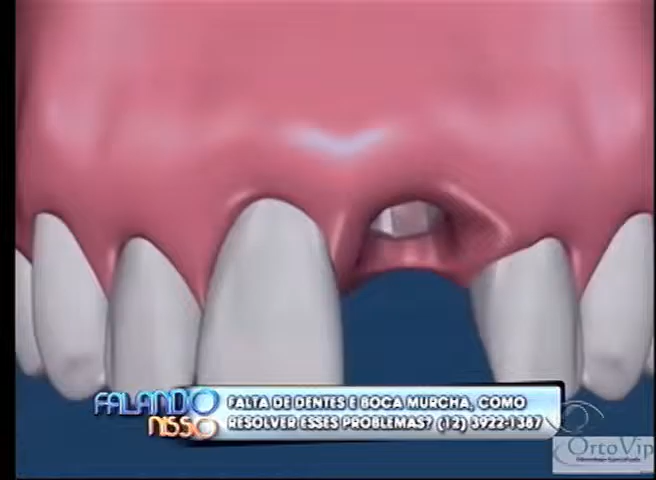 FALANDO
NISSO
FALTA DE DENTES E BOCA MURCHA, COMO
RESOLVER ESSES PROBLEMAS? (12) 3922-1387
OrtoVip